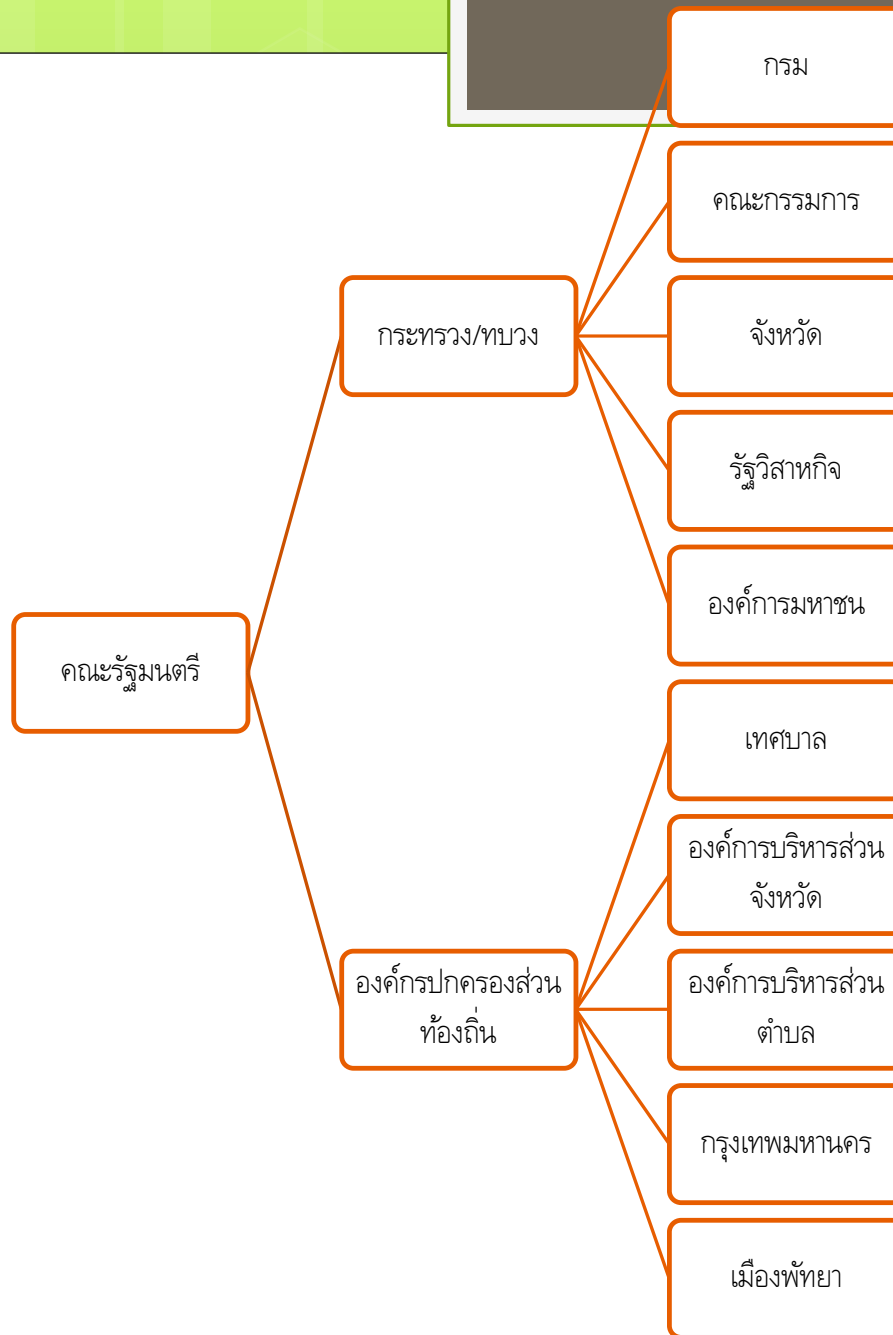 คณะรัฐมนตรี
กระทรวง/ทบวง
กรม
คณะกรรมการ
จังหวัด
รัฐวิสาหกิจ
องค์การมหาชน
องค์กรปกครองส่วน
ท้องถิ่น
เทศบาล
องค์การบริหารส่วน
จังหวัด
องค์การบริหารส่วน
ตำบล
กรุงเทพมหานคร
เมืองพัทยา